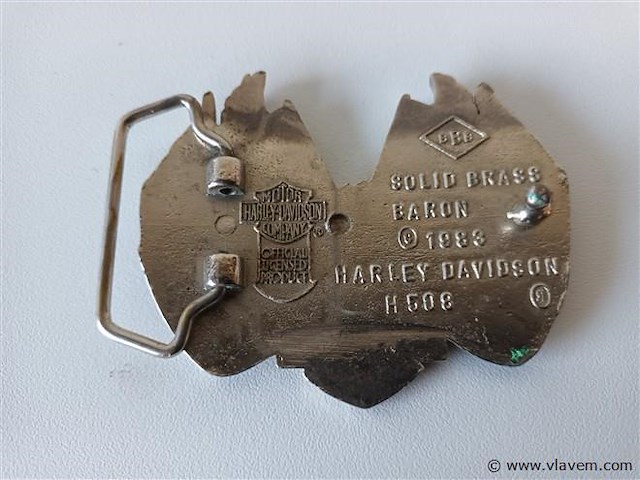 BBB
SOLID BRASS
BARON
© 1983
HARLEY DAVIDSON
H508
®
MOTOR
HARLEY-DAVIDSON
COMPANY
®
OFFICIAL
LICENSED
PRODUCT
© www.vlavem.com